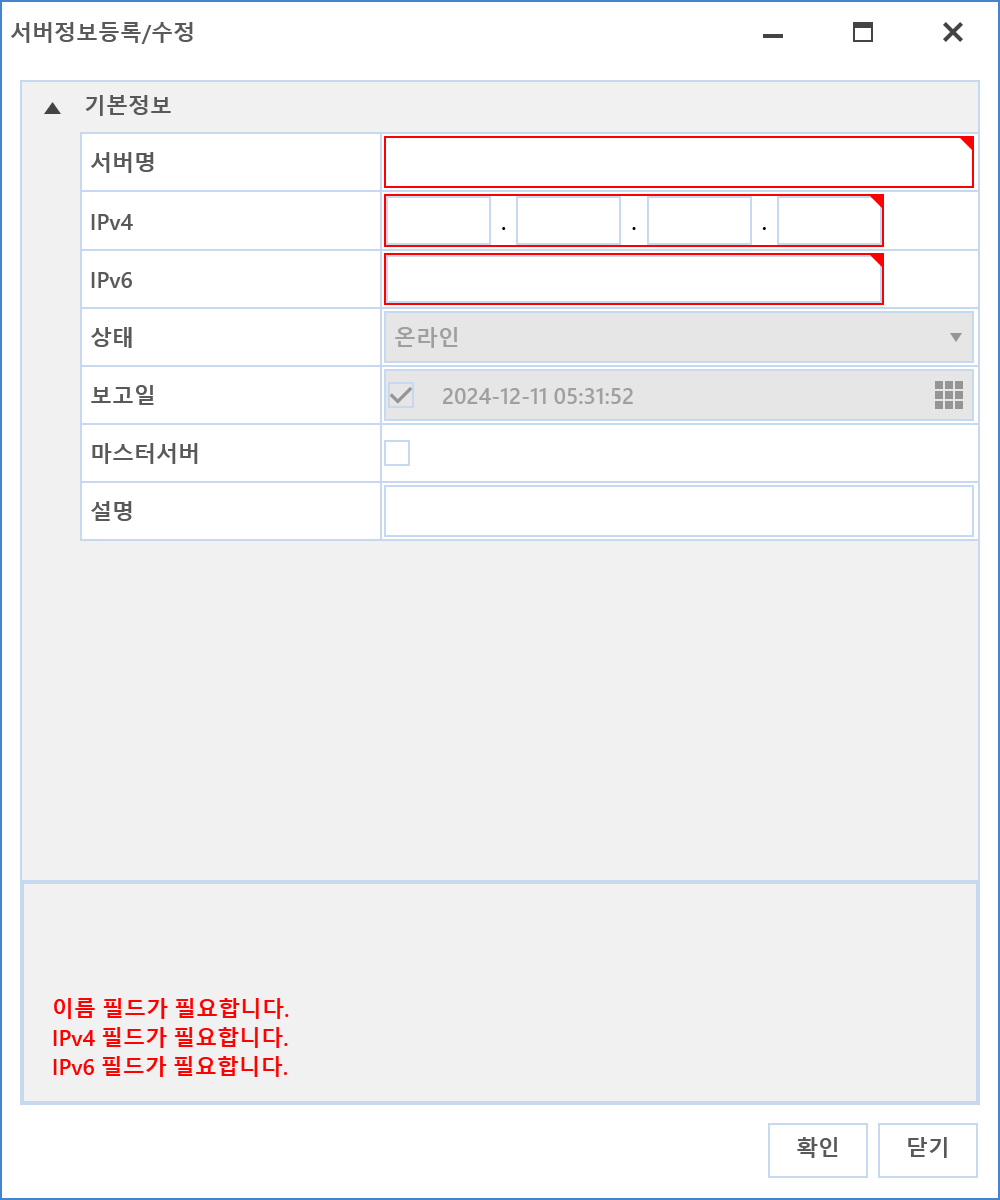 서버정보등록/수정
기본정보
서버명
IPv4 . . .
IPv6
상태 온라인
보고일 2024-12-11 05:31:52
마스터서버
설명
이름 필드가 필요합니다.
IPv4 필드가 필요합니다.
IPv6 필드가 필요합니다.
확인 닫기